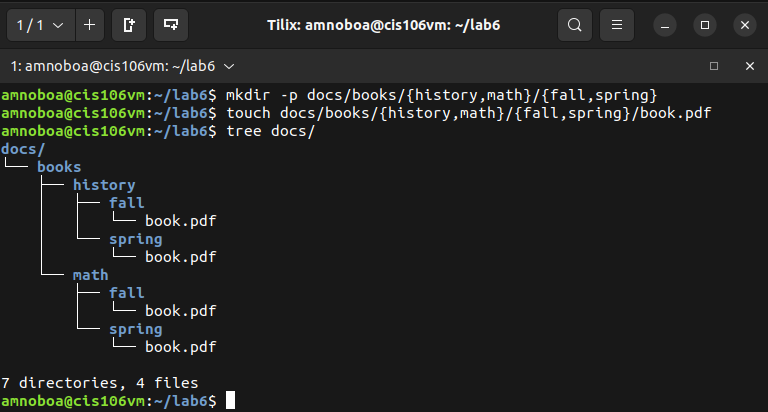 1 / 1
Tilix: amnoboa@cis106vm: ~/lab6
1: amnoboa@cis106vm: ~/lab6
amnoboa@cis106vm:~/lab6$ mkdir -p docs/books/{history,math}/{fall,spring}
amnoboa@cis106vm:~/lab6$ touch docs/books/{history,math}/{fall,spring}/book.pdf
amnoboa@cis106vm:~/lab6$ tree docs/
docs/
└── books
    ├── history
    │   ├── fall
    │   │   └── book.pdf
    │   └── spring
    │       └── book.pdf
    └── math
        ├── fall
        │   └── book.pdf
        └── spring
            └── book.pdf
7 directories, 4 files
amnoboa@cis106vm:~/lab6$